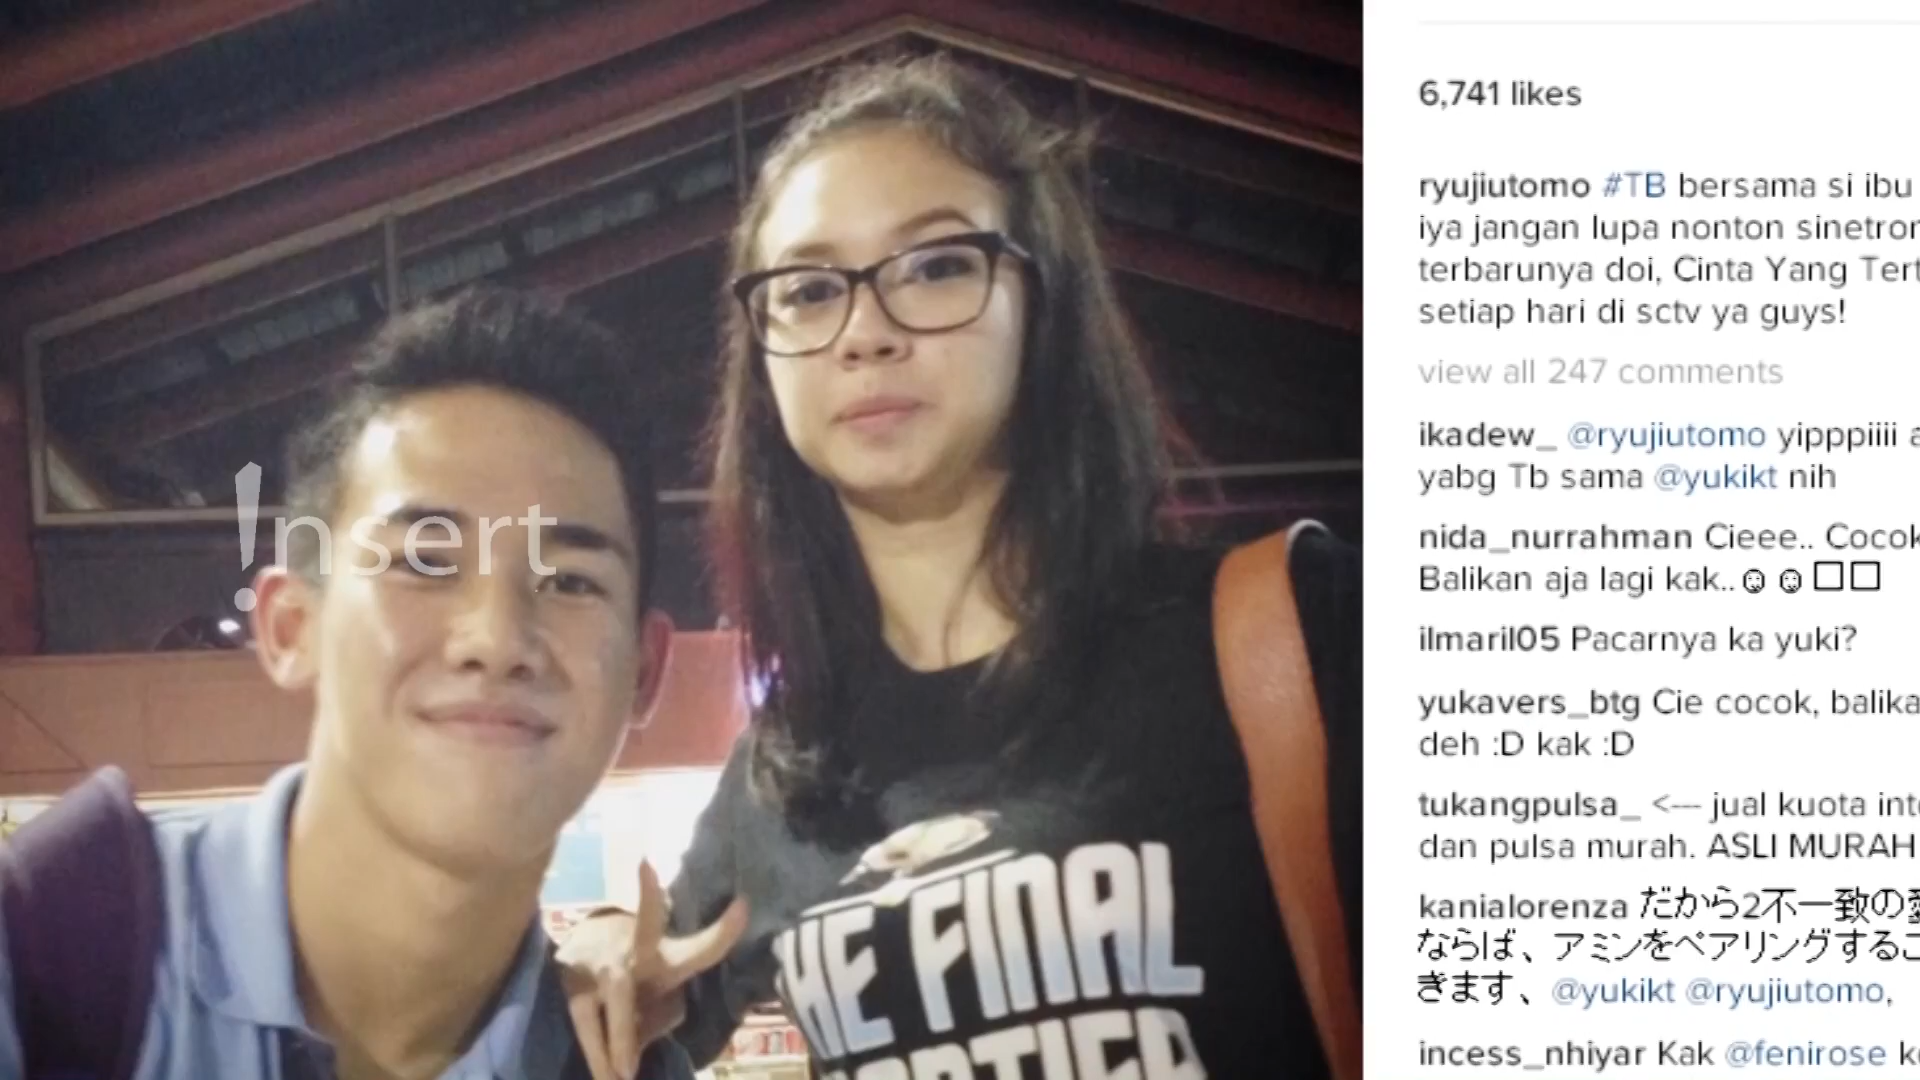 !nsert
THE FINAL
FRONTIER
6,741 likes
ryujiutomo #TB bersama si ibu
iya jangan lupa nonton sinetron
terbarunya doi, Cinta Yang Tert
setiap hari di sctv ya guys!
view all 247 comments
ikadew_ @ryujiutomo yipppiiii a
yabg Tb sama @yukikt nih
nida_nurrahman Cieee.. Cocok
Balikan aja lagi kak..
ilmaril05 Pacarnya ka yuki?
yukavers_btg Cie cocok, balika
deh :D kak :D
tukangpulsa_ <--- jual kuota inte
dan pulsa murah. ASLI MURAH
kanialorenza だから2不一致の愛
ならば、アミンをペアリングするこ
きます、@yukikt @ryujiutomo,
incess_nhiyar Kak @fenirose ke